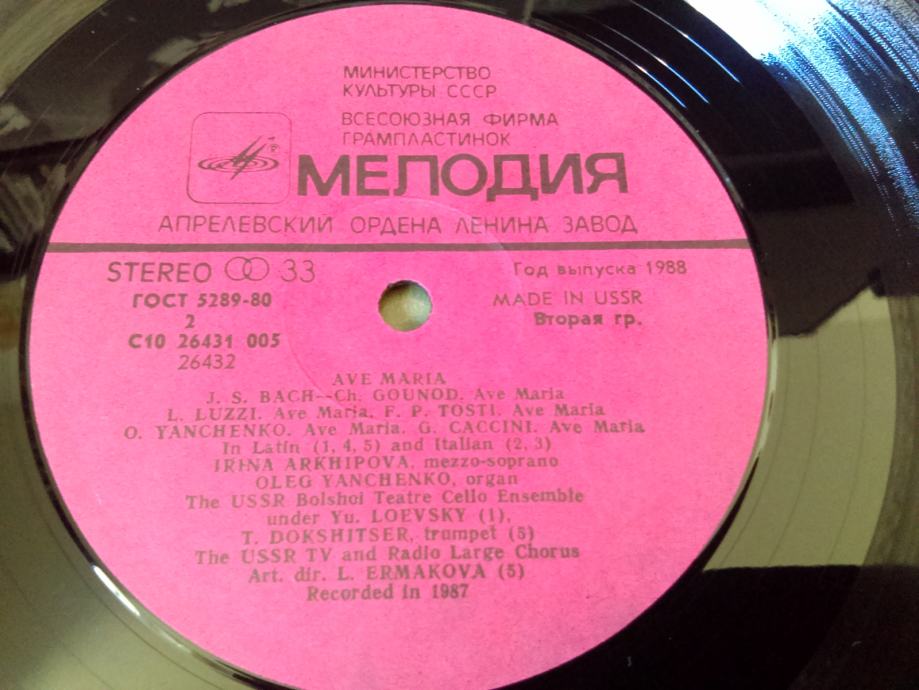 МИНИСТЕРСТВО
КУЛЬТУРЫ СССР
ВСЕСОЮЗНАЯ ФИРМА
ГРАМПЛАСТИНОК
МЕЛОДИЯ
АПРЕЛЕВСКИЙ ОРДЕНА ЛЕНИНА ЗАВОД
STEREO 33
Год выпуска 1988
ГОСТ 5289-80
MADE IN USSR
2
Вторая гр.
С10 26431 005
26432
AVE MARIA
J. S. BACH--Ch. GOUNOD. Ave Maria
L. LUZZI. Ave Maria. F. P. TOSTI. Ave Maria
O. YANCHENKO. Ave Maria. G. CACCINI. Ave Maria
In Latin (1, 4, 5) and Italian (2, 3)
IRINA ARKHIPOVA, mezzo-soprano
OLEG YANCHENKO, organ
The USSR Bolshoi Teatre Cello Ensemble
under Yu. LOEVSKY (1),
T. DOKSHITSER, trumpet (5)
The USSR TV and Radio Large Chorus
Art. dir. L. ERMAKOVA (5)
Recorded in 1987